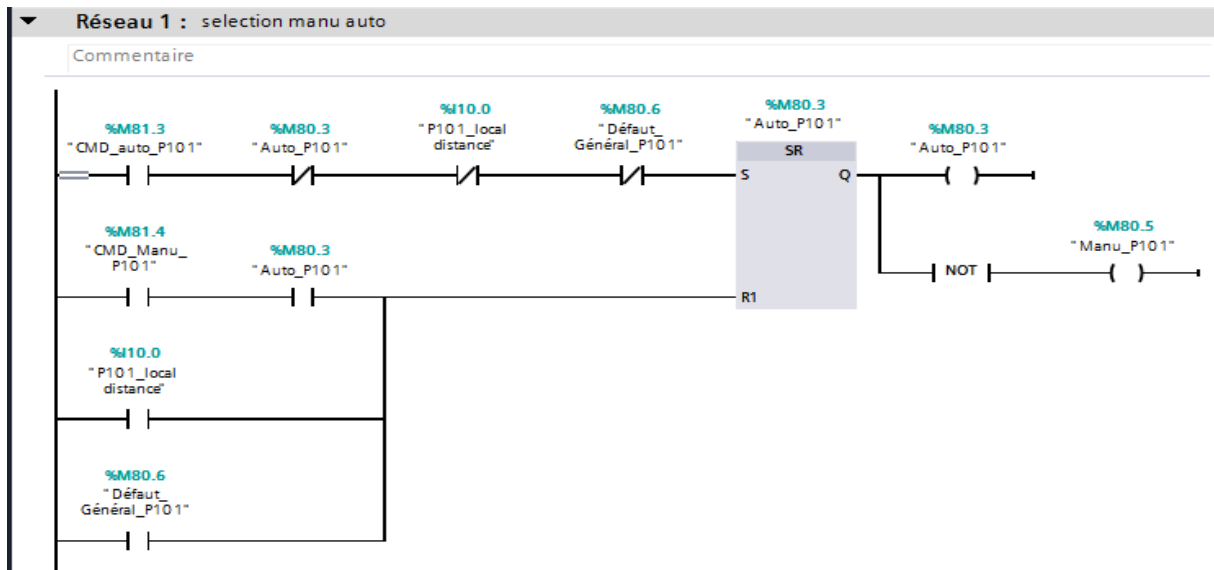 Réseau 1 : selection manu auto
Commentaire
%M81.3
"CMD_auto_P101"
%M80.3
"Auto_P101"
%I10.0
"P101_local
distance"
%M80.6
"Défaut_
Général_P101"
%M80.3
"Auto_P101"
SR
S
Q
R1
%M80.3
"Auto_P101"
%M81.4
"CMD_Manu_
P101"
%M80.3
"Auto_P101"
NOT
%M80.5
"Manu_P101"
%I10.0
"P101_local
distance"
%M80.6
"Défaut_
Général_P101"